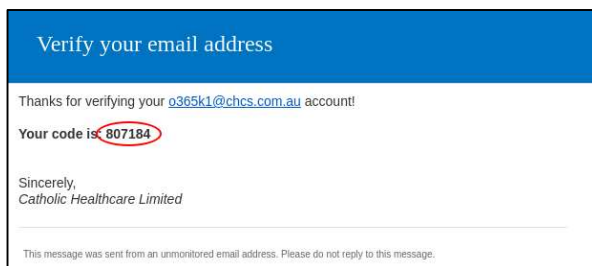 Verify your email address
Thanks for verifying your o365k1@chcs.com.au account!
Your code is: 807184
Sincerely,
Catholic Healthcare Limited
This message was sent from an unmonitored email address. Please do not reply to this message.